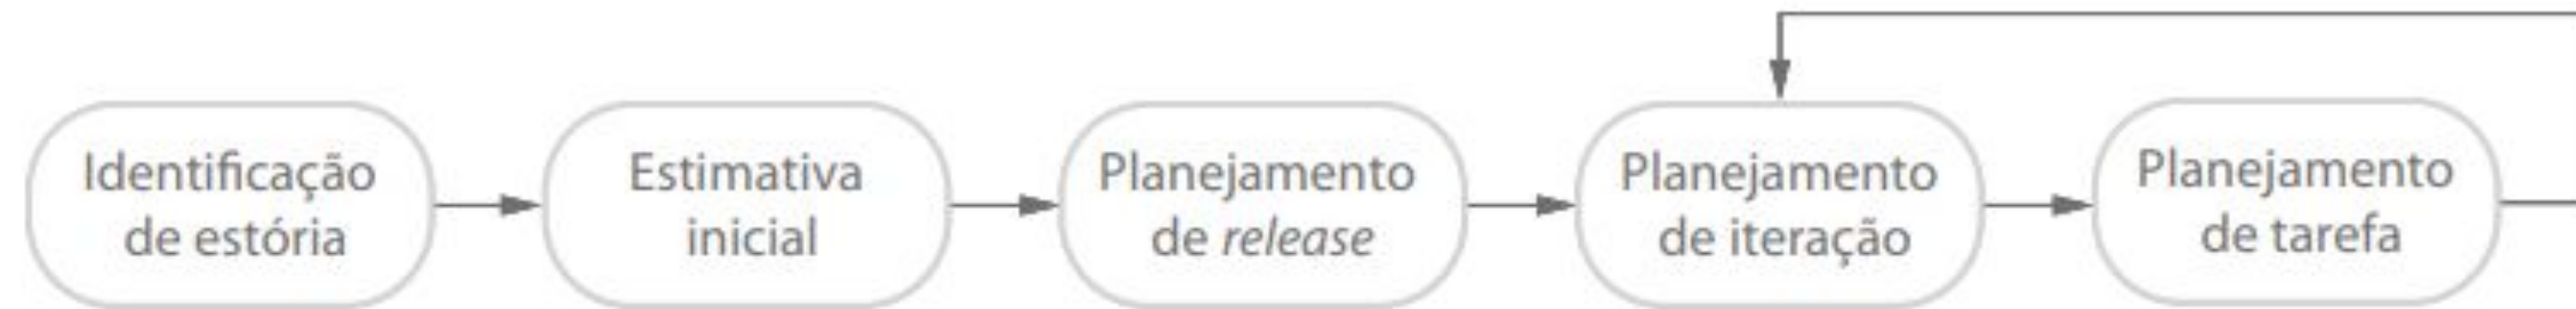 Identificação
de estória
Estimativa
inicial
Planejamento
de release
Planejamento
de iteração
Planejamento
de tarefa